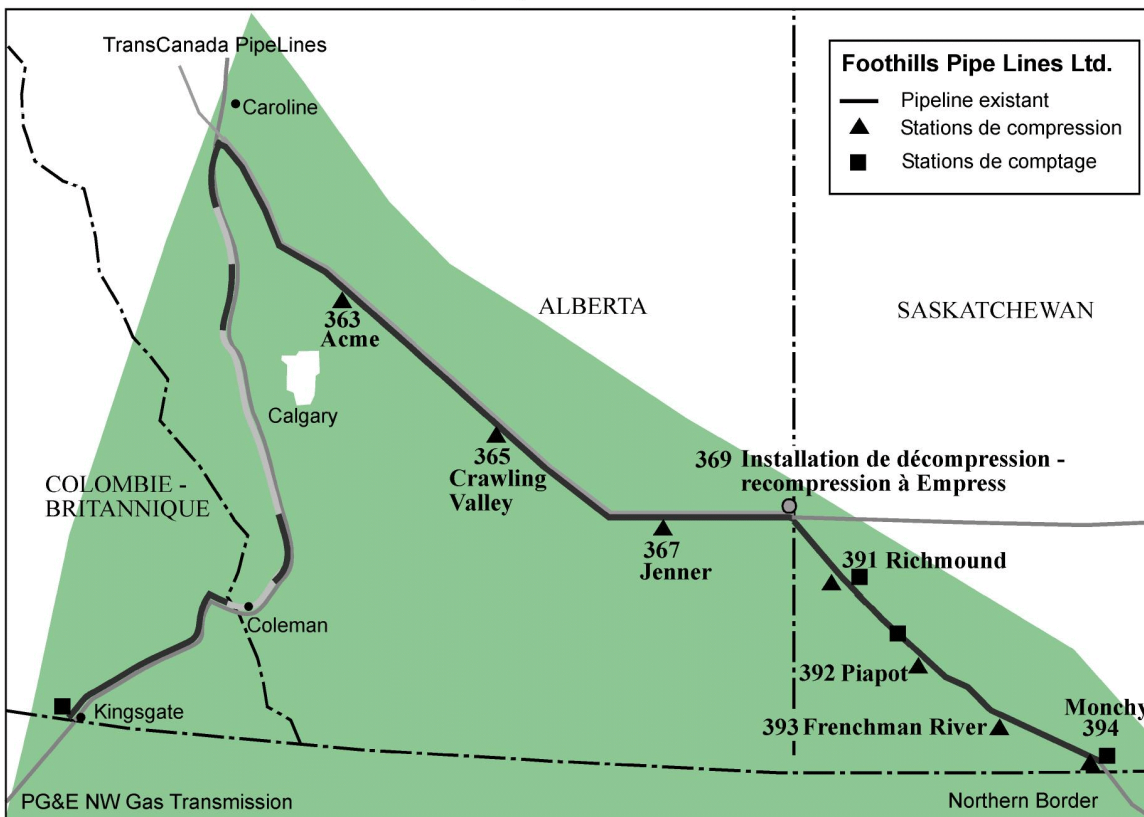 TransCanada PipeLines
Caroline
Foothills Pipe Lines Ltd.
Pipeline existant
Stations de compression
Stations de comptage
ALBERTA
SASKATCHEWAN
363
Acme
Calgary
365
Crawling
Valley
COLOMBIE -
BRITANNIQUE
369 Installation de décompression -
recompression à Empress
367
Jenner
391 Richmound
Coleman
392 Piapot
Kingsgate
393 Frenchman River
Monchy
394
PG&E NW Gas Transmission
Northern Border